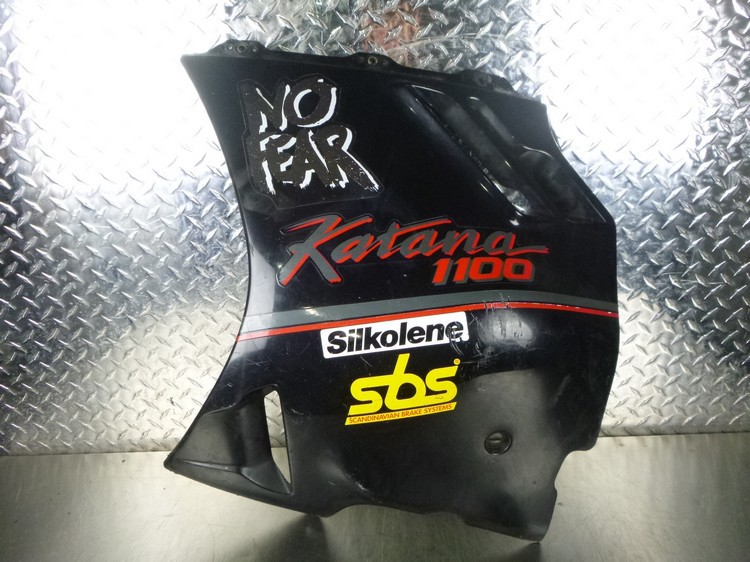 NO
FEAR
Katana
1100
Silkolene
sbs
SCANDINAVIAN BRAKE SYSTEMS